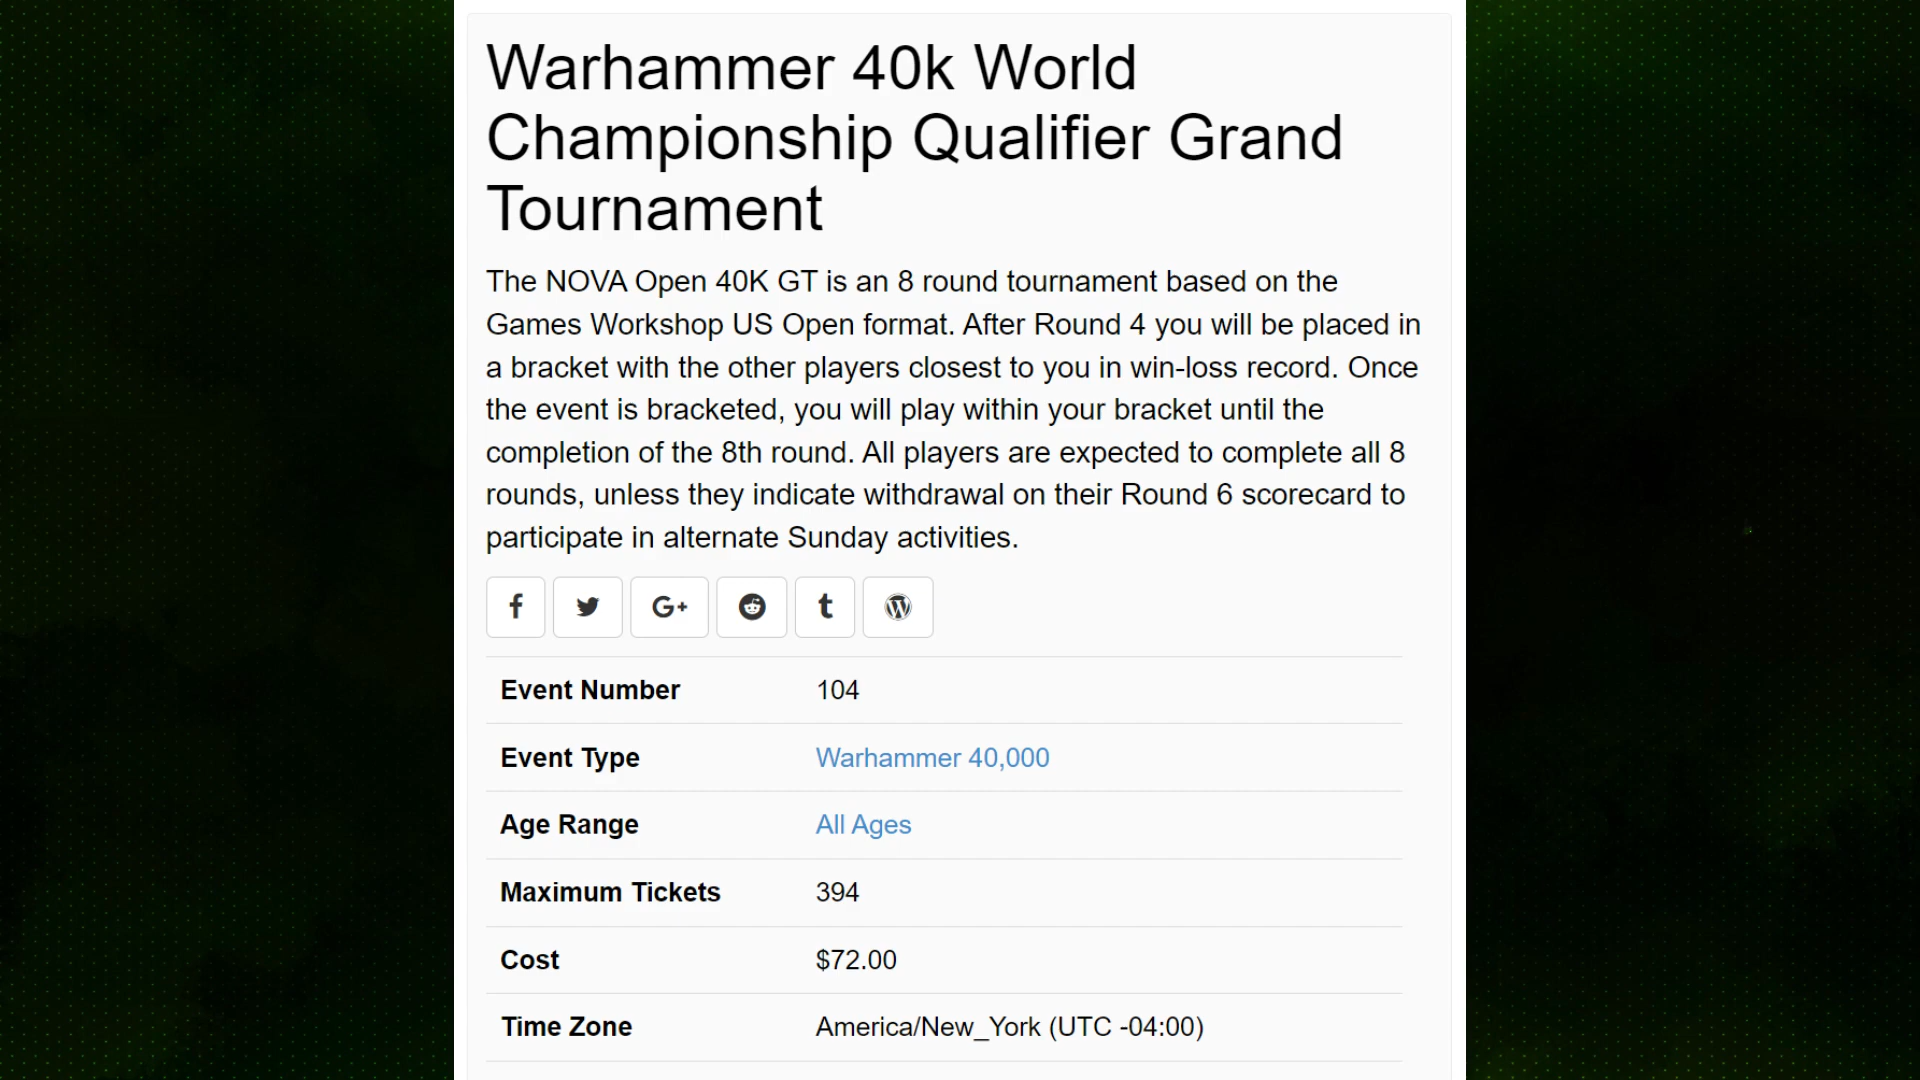 Warhammer 40k World
Championship Qualifier Grand
Tournament
The NOVA Open 40K GT is an 8 round tournament based on the
Games Workshop US Open format. After Round 4 you will be placed in
a bracket with the other players closest to you in win-loss record. Once
the event is bracketed, you will play within your bracket until the
completion of the 8th round. All players are expected to complete all 8
rounds, unless they indicate withdrawal on their Round 6 scorecard to
participate in alternate Sunday activities.
Event Number 104
Event Type Warhammer 40,000
Age Range All Ages
Maximum Tickets 394
Cost $72.00
Time Zone America/New_York (UTC -04:00)